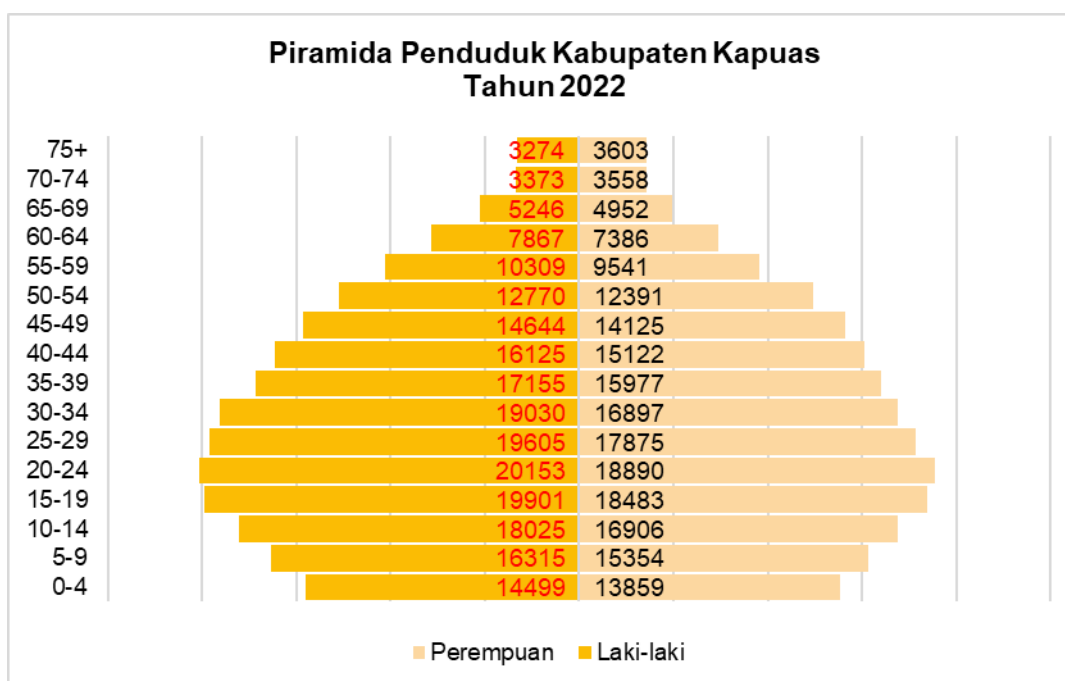 Piramida Penduduk Kabupaten Kapuas
Tahun 2022
75+ 3274 3603
70-74 3373 3558
65-69 5246 4952
60-64 7867 7386
55-59 10309 9541
50-54 12770 12391
45-49 14644 14125
40-44 16125 15122
35-39 17155 15977
30-34 19030 16897
25-29 19605 17875
20-24 20153 18890
15-19 19901 18483
10-14 18025 16906
5-9 16315 15354
0-4 14499 13859
Perempuan Laki-laki